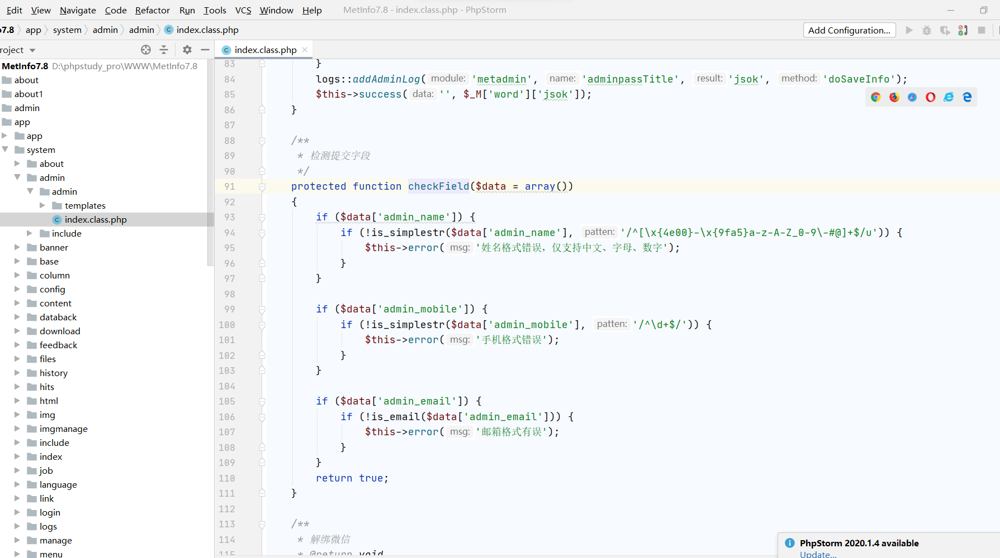 Edit View Navigate Code Refactor Run Tools VCS Window Help MetInfo7.8 - index.class.php - PhpStorm
7.8 app system admin admin index.class.php Add Configuration...
roject index.class.php
MetInfo7.8 D:\phpstudy_pro\WWW\MetInfo7.8
about
about1
admin
app
app
system
about
admin
admin
templates
index.class.php
include
banner
base
column
config
content
databack
download
feedback
files
history
hits
html
img
imgmanage
include
index
job
language
link
login
logs
manage
menu
83 }
84 logs::addAdminLog( module: 'metadmin', name: 'adminpassTitle', result: 'jsok', method: 'doSaveInfo');
85 $this->success( data: '', $_M['word']['jsok']);
86 }
87
88 /**
89 * 检测提交字段
90 */
91 protected function checkField($data = array())
92 {
93 if ($data['admin_name']) {
94 if (!is_simplestr($data['admin_name'], patten: '/^[\x{4e00}-\x{9fa5}a-z-A-Z_0-9\-#@]+$/u')) {
95 $this->error( msg: '姓名格式错误，仅支持中文、字母、数字');
96 }
97 }
98
99 if ($data['admin_mobile']) {
100 if (!is_simplestr($data['admin_mobile'], patten: '/^\d+$/')) {
101 $this->error( msg: '手机格式错误');
102 }
103 }
104
105 if ($data['admin_email']) {
106 if (!is_email($data['admin_email'])) {
107 $this->error( msg: '邮箱格式有误');
108 }
109 }
110 return true;
111 }
112
113 /**
114 * 解绑微信
115 * @return void
PhpStorm 2020.1.4 available
Update...